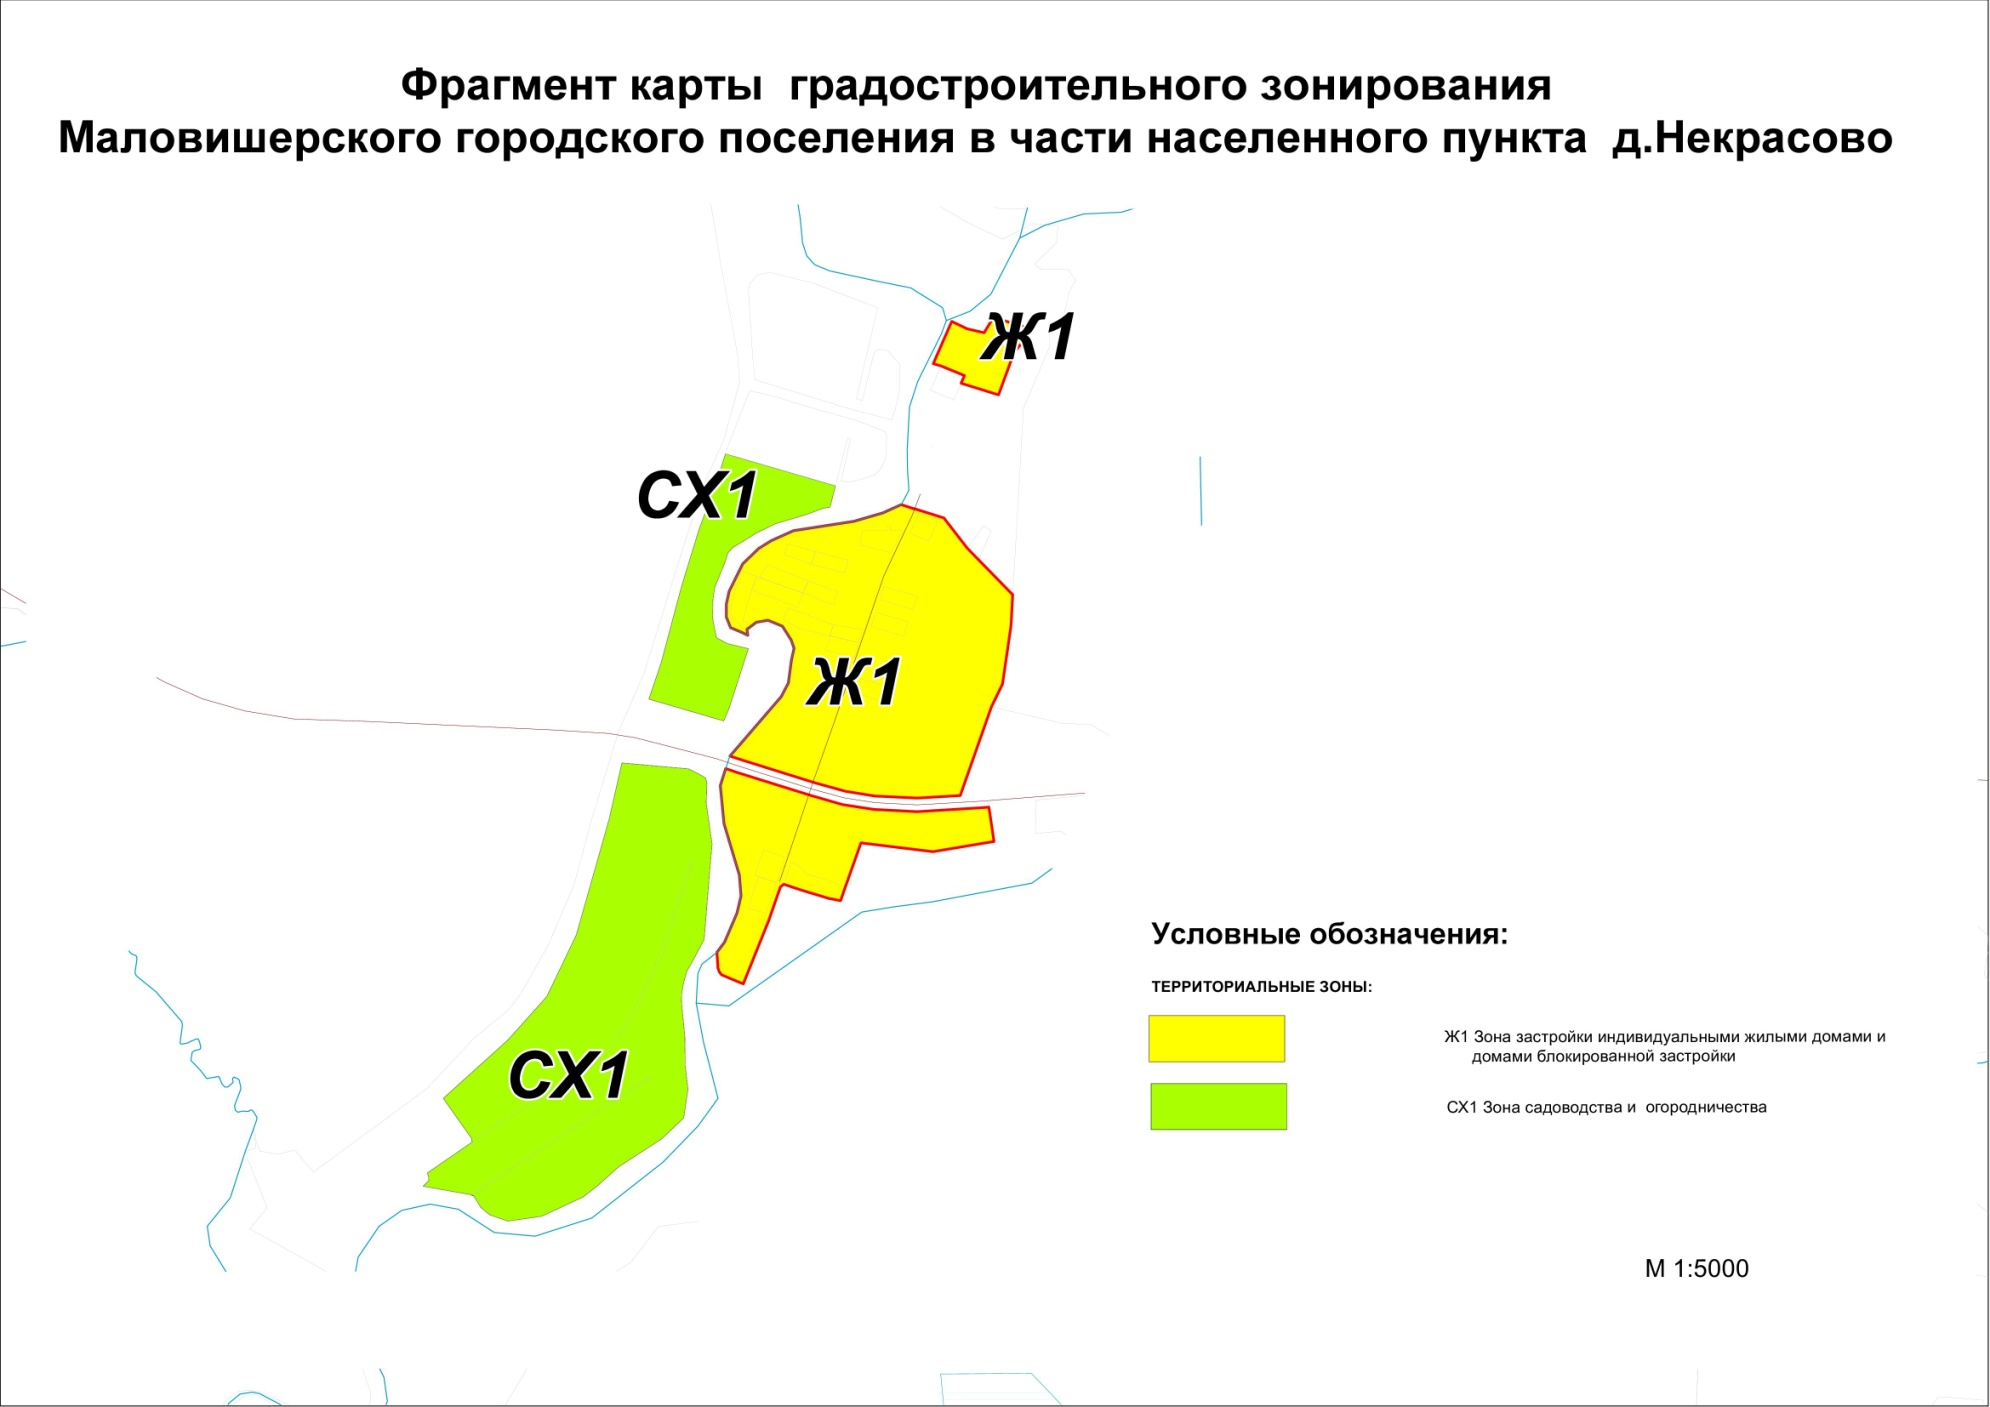 Фрагмент карты градостроительного зонирования
Маловишерского городского поселения в части населенного пункта д.Некрасово
Ж1
СХ1
Ж1
СХ1
Условные обозначения:
ТЕРРИТОРИАЛЬНЫЕ ЗОНЫ:
Ж1 Зона застройки индивидуальными жилыми домами и
домами блокированной застройки
СХ1 Зона садоводства и огородничества
М 1:5000